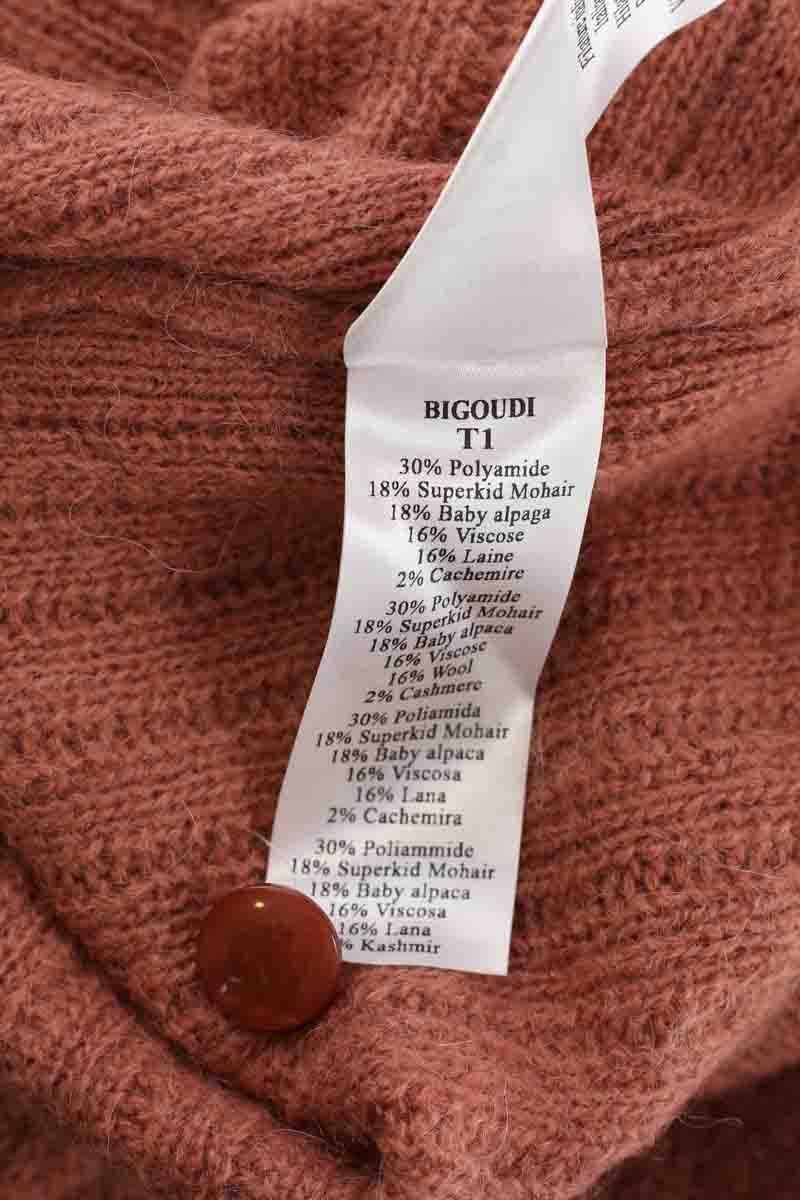 Filature
BIGOUDI
T1
30% Polyamide
18% Superkid Mohair
18% Baby alpaga
16% Viscose
16% Laine
2% Cachemire
30% Polyamide
18% Superkid Mohair
18% Baby alpaca
16% Viscose
16% Wool
2% Cashmere
30% Poliamida
18% Superkid Mohair
18% Baby alpaca
16% Viscosa
16% Lana
2% Cachemira
30% Poliammide
18% Superkid Mohair
18% Baby alpaca
16% Viscosa
16% Lana
% Kashmir